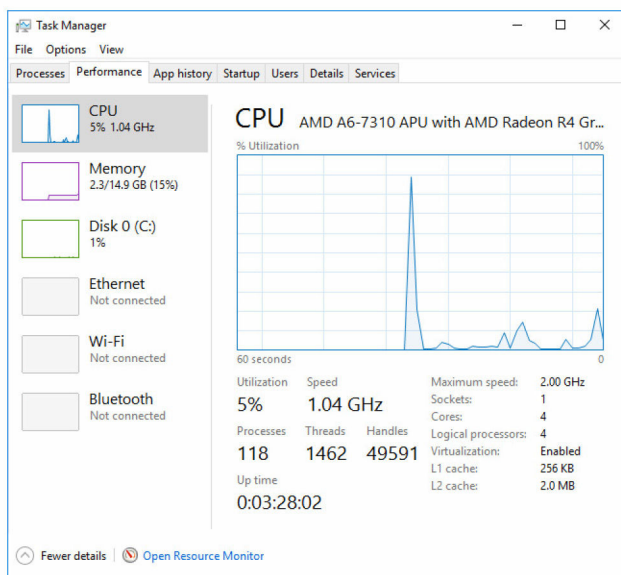 Task Manager
File Options View
Processes Performance App history Startup Users Details Services
CPU
5% 1.04 GHz
Memory
2.3/14.9 GB (15%)
Disk 0 (C:)
1%
Ethernet
Not connected
Wi-Fi
Not connected
Bluetooth
Not connected
CPU AMD A6-7310 APU with AMD Radeon R4 Gr...
% Utilization 100%
60 seconds 0
Utilization Speed
5% 1.04 GHz
Processes Threads Handles
118 1462 49591
Up time
0:03:28:02
Maximum speed: 2.00 GHz
Sockets: 1
Cores: 4
Logical processors: 4
Virtualization: Enabled
L1 cache: 256 KB
L2 cache: 2.0 MB
Fewer details Open Resource Monitor